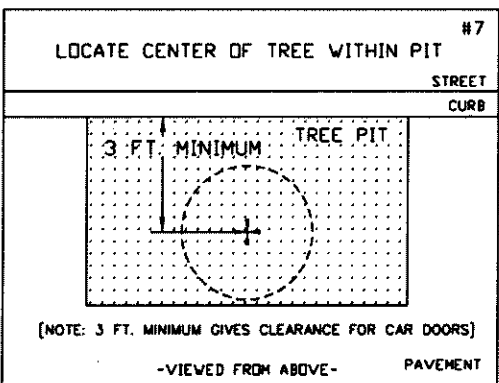 #7
LOCATE CENTER OF TREE WITHIN PIT
STREET
CURB
TREE PIT
3 FT. MINIMUM
(NOTE: 3 FT. MINIMUM GIVES CLEARANCE FOR CAR DOORS)
-VIEWED FROM ABOVE-
PAVEMENT